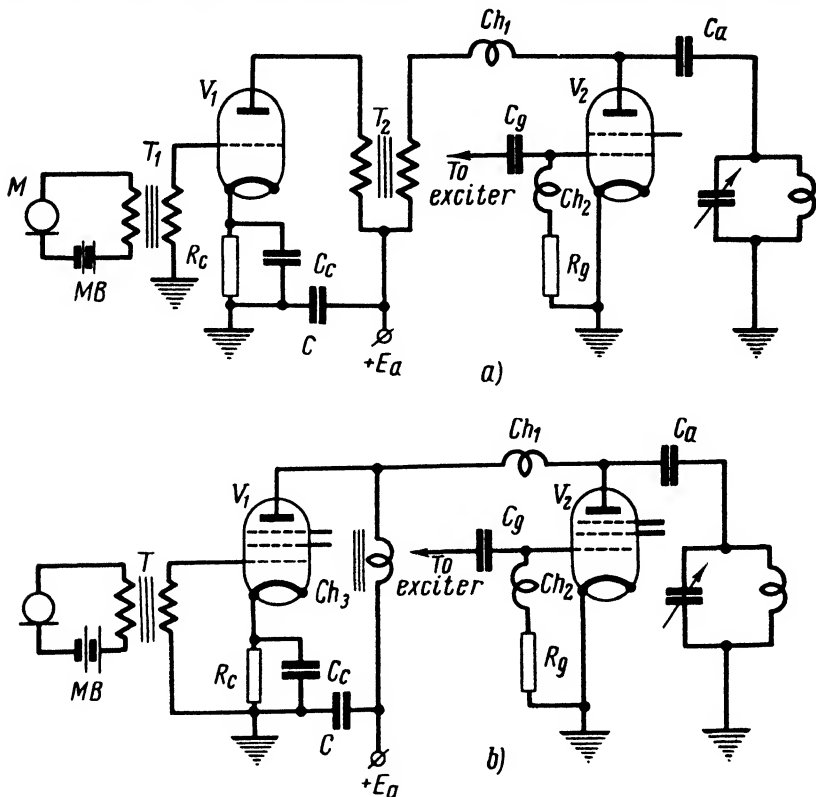 Ch1
Ca
V1
V2
T2
Cg
T1
To
exciter
Ch2
M
Rc
Cc
Rg
MB
C
+Ea
a)
Ch1
Ca
V1
V2
Cg
T
To
exciter
Ch3
Ch2
Rc
Cc
Rg
MB
C
+Ea
b)